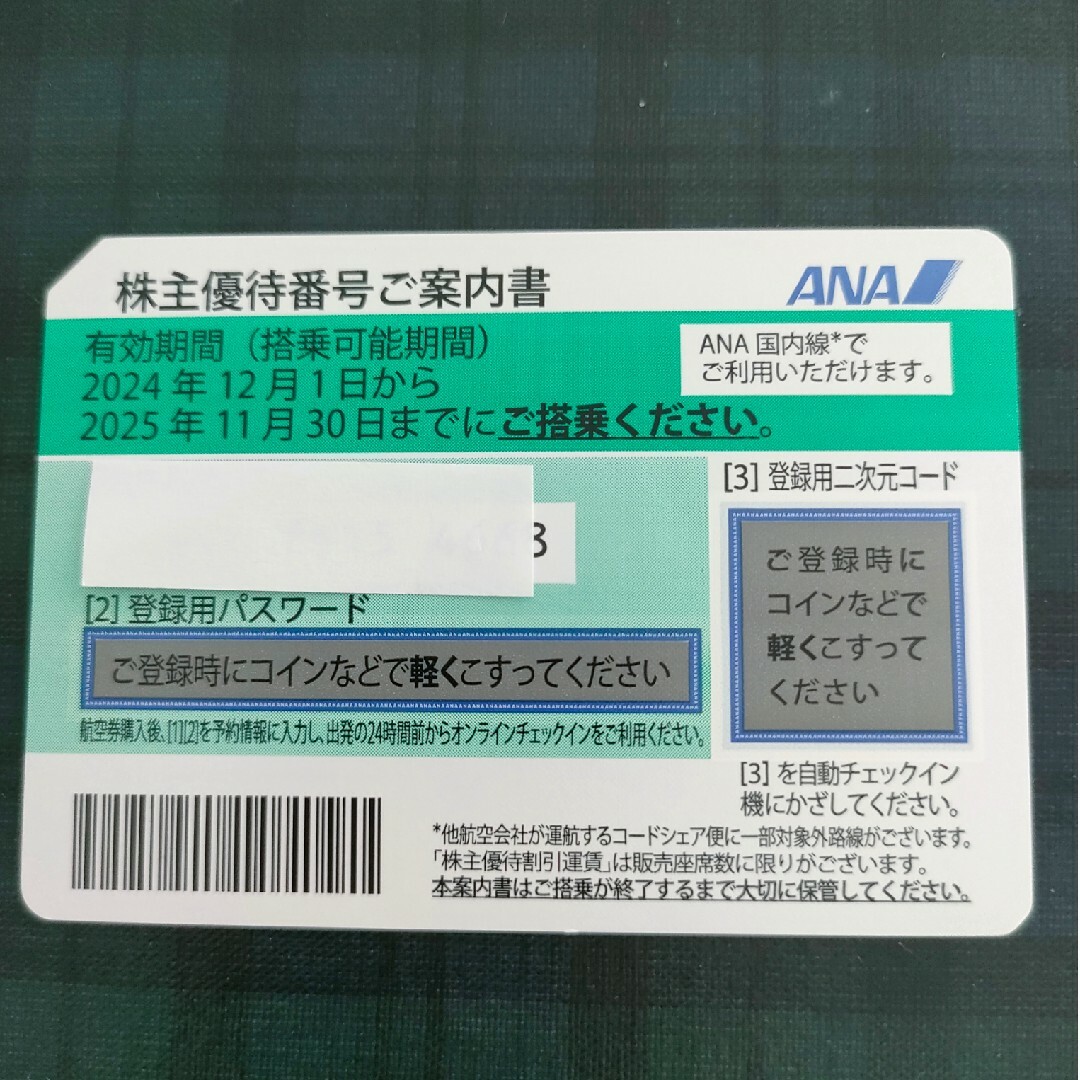 株主優待番号ご案内書
ANA
有効期間（搭乗可能期間）
2024年12月1日から
2025年11月30日までにご搭乗ください。
ANA 国内線*で
ご利用いただけます。
3
[2] 登録用パスワード
ご登録時にコインなどで軽くこすってください
航空券購入後、[1][2]を予約情報に入力し、出発の24時間前からオンラインチェックインをご利用ください。
[3] 登録用二次元コード
ご登録時に
コインなどで
軽くこすって
ください
[3] を自動チェックイン
機にかざしてください。
*他航空会社が運航するコードシェア便に一部対象外路線がございます。
「株主優待割引運賃」は販売座席数に限りがございます。
本案内書はご搭乗が終了するまで大切に保管してください。